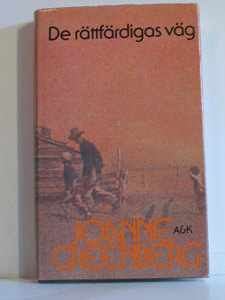 De rättfärdigas väg
A&K
JOANNE
GREENBERG